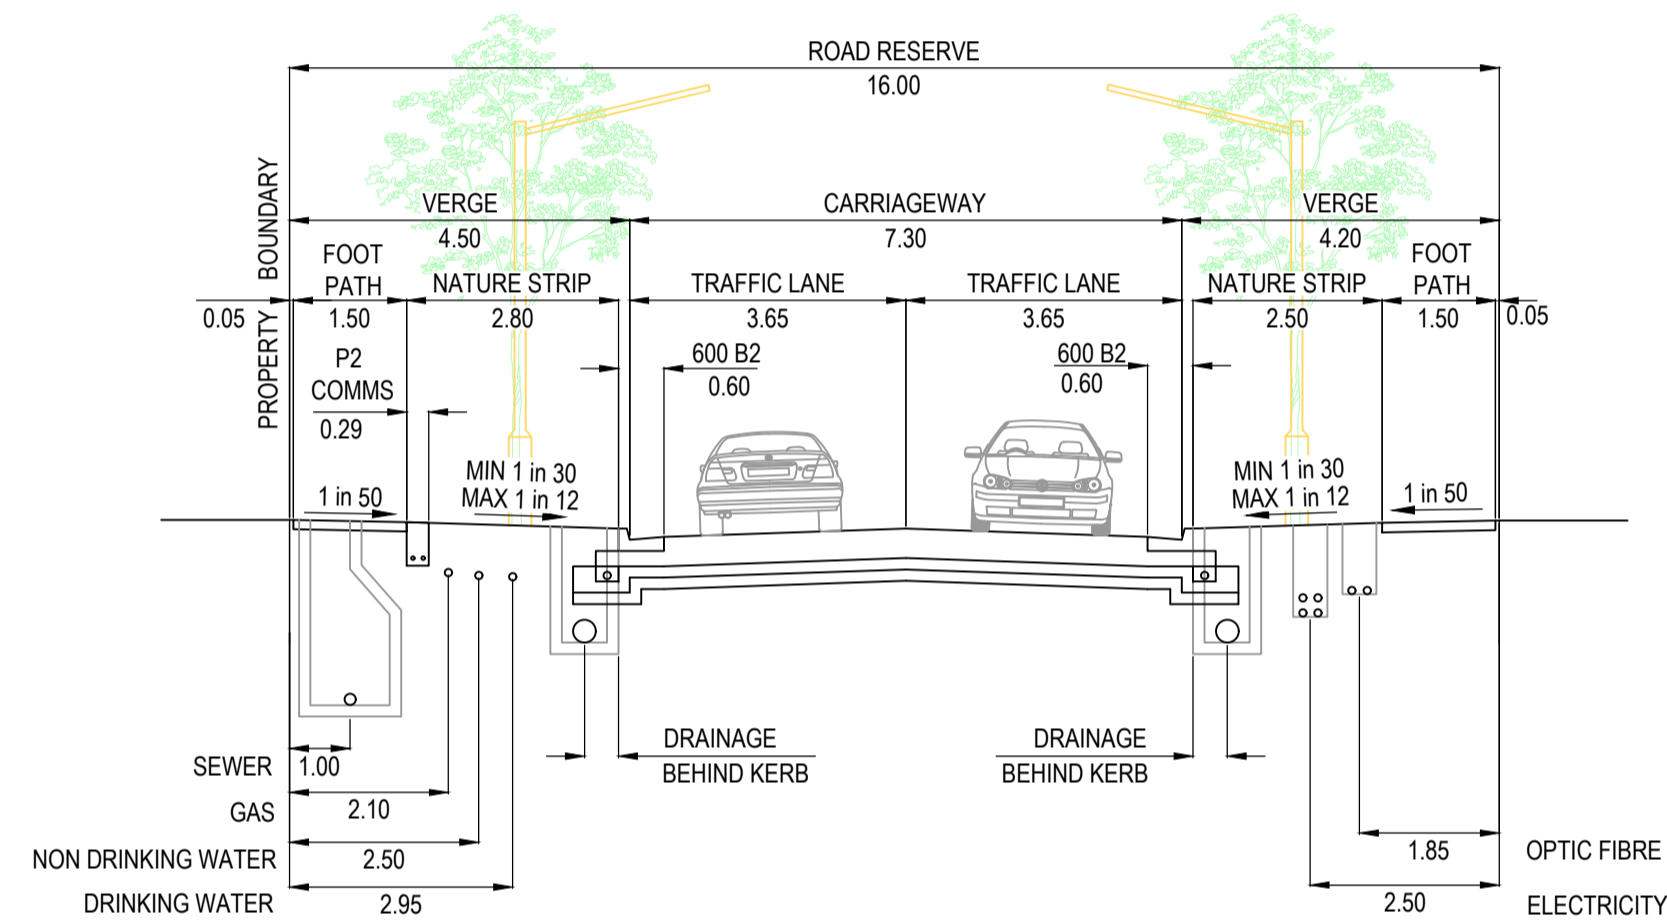 ROAD RESERVE
16.00
PROPERTY BOUNDARY
VERGE
4.50
CARRIAGEWAY
7.30
VERGE
4.20
FOOT
PATH
1.50
0.05
NATURE STRIP
2.80
TRAFFIC LANE
3.65
TRAFFIC LANE
3.65
NATURE STRIP
2.50
FOOT
PATH
1.50
0.05
P2
COMMS
0.29
600 B2
0.60
600 B2
0.60
1 in 50
MIN 1 in 30
MAX 1 in 12
MIN 1 in 30
MAX 1 in 12
1 in 50
DRAINAGE
BEHIND KERB
DRAINAGE
BEHIND KERB
SEWER
1.00
GAS
2.10
NON DRINKING WATER
2.50
DRINKING WATER
2.95
1.85
OPTIC FIBRE
2.50
ELECTRICITY